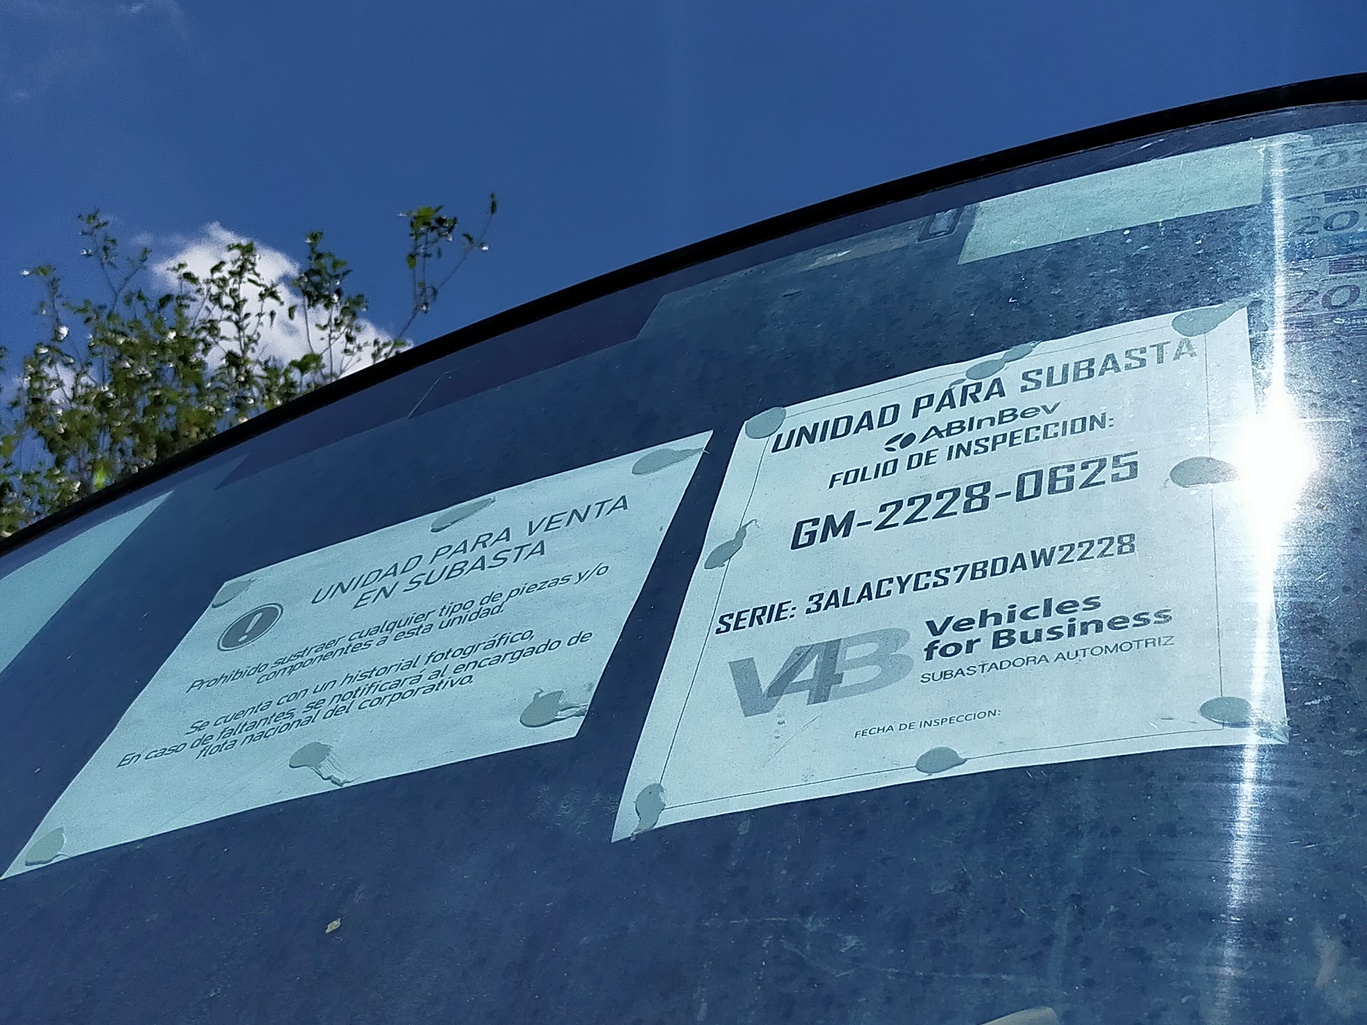 UNIDAD PARA VENTA
EN SUBASTA
Prohibido sustraer cualquier tipo de piezas y/o
componentes a esta unidad.
Se cuenta con un historial fotográfico,
En caso de faltantes, se notificará al encargado de
flota nacional del corporativo.
UNIDAD PARA SUBASTA
ABInBev
FOLIO DE INSPECCION:
GM-2228-0625
SERIE: 3ALACYCS7BDAW2228
V4B
Vehicles
for Business
SUBASTADORA AUTOMOTRIZ
FECHA DE INSPECCION: